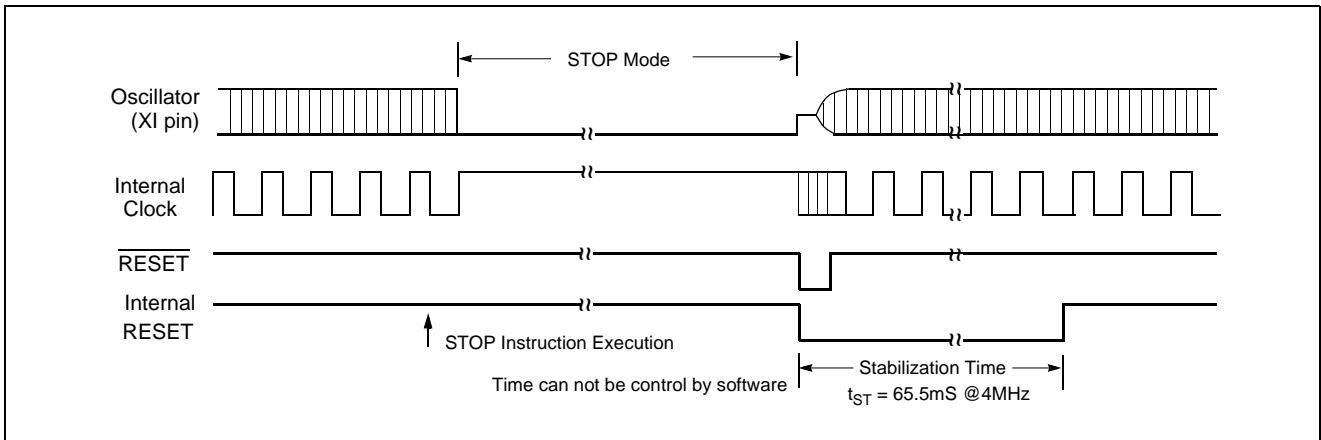 STOP Mode
Oscillator
(XI pin)
Internal
Clock
RESET
Internal
RESET
STOP Instruction Execution
Time can not be control by software
Stabilization Time
tST = 65.5mS @4MHz